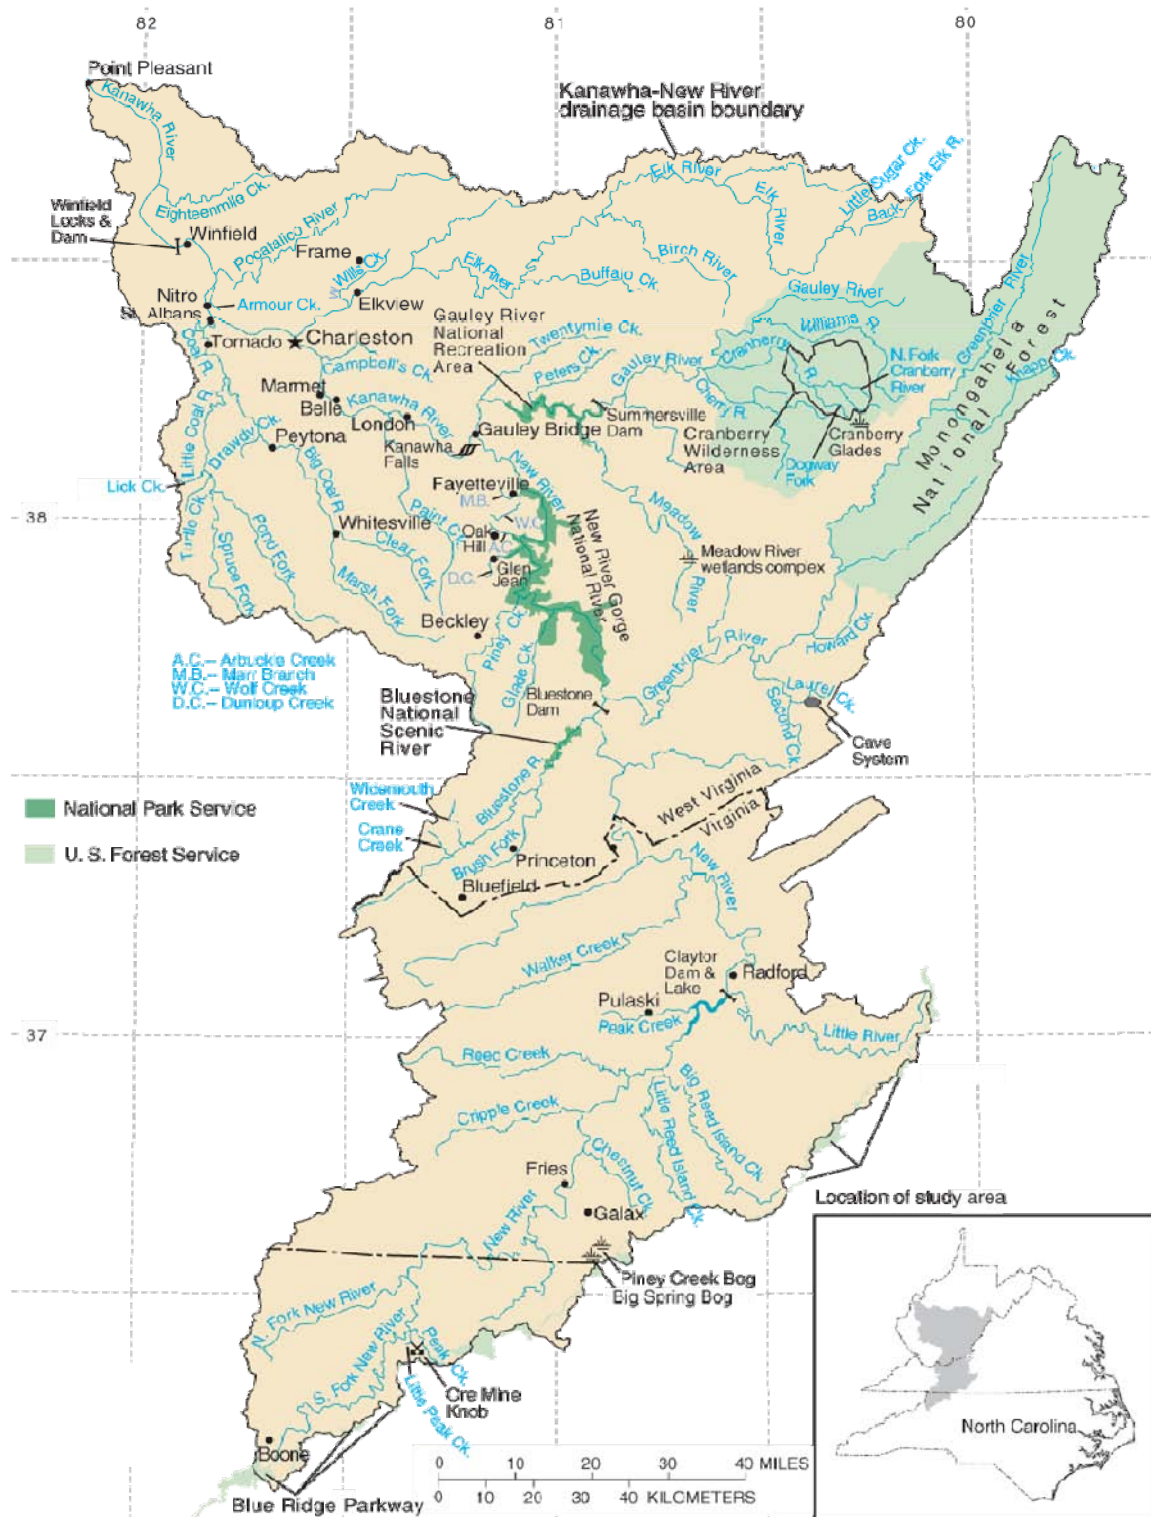 82
81
80
Point Pleasant
Kanawha River
Kanawha-New River
drainage basin boundary
Elk River
Elk River
Little Sugar Ck.
Back Fork Elk R.
Eighteenmile Ck.
Winfield
Locks &
Dam
Winfield
Pocatalico River
Frame
Wills Ck.
Elk River
Birch River
Buffalo Ck.
Nitro
Armour Ck.
Elkview
St. Albans
Tornado
Charleston
Coal R.
Gauley River
National
Recreation
Area
Twentymile Ck.
Peters Ck.
Gauley River
Gauley River
Williams R.
Cranberry R.
N. Fork
Cranberry
River
Greenbrier River
Monongahela
National Forest
Knapp Ck.
Campbell's Ck.
Marmet
Belle
Kanawha River
London
Cherry R.
Summersville
Dam
Gauley Bridge
Kanawha
Falls
Cranberry
Wilderness
Area
Cranberry
Glades
Dogway
Fork
Little Coal R.
Drawdy Ck.
Peytona
Lick Ck.
Big Coal R.
New River
Fayetteville
M.B.
W.C.
38
Turtle Ck.
Spruce Fork
Pond Fork
Whitesville
Clear Fork
Marsh Fork
Paint Ck.
Oak
Hill
A.C.
Glen
Jean
D.C.
New River Gorge
National River
Meadow River
Meadow River
wetlands compex
Beckley
Piney Ck.
Glade Ck.
Greenbrier River
Howard Ck.
A.C.– Arbuckle Creek
M.B.– Marr Branch
W.C.– Wolf Creek
D.C.– Dunloup Creek
Bluestone
National
Scenic
River
Bluestone
Dam
Laurel Ck.
Second Ck.
Cave
System
Widemouth
Creek
Crane
Creek
Bluestone R.
Brush Fork
West Virginia
Virginia
National Park Service
U. S. Forest Service
Princeton
Bluefield
New River
Walker Creek
Claytor
Dam &
Lake
Radford
Pulaski
Peak Creek
Little River
37
Reed Creek
Cripple Creek
Big Reed Island Ck.
Little Reed Island Ck.
Chestnut Ck.
Fries
Galax
New River
Piney Creek Bog
Big Spring Bog
N. Fork New River
S. Fork New River
Peak Ck.
Little Peak Ck.
Ore Mine
Knob
Boone
Blue Ridge Parkway
0 10 20 30 40 MILES
0 10 20 30 40 KILOMETERS
Location of study area
North Carolina